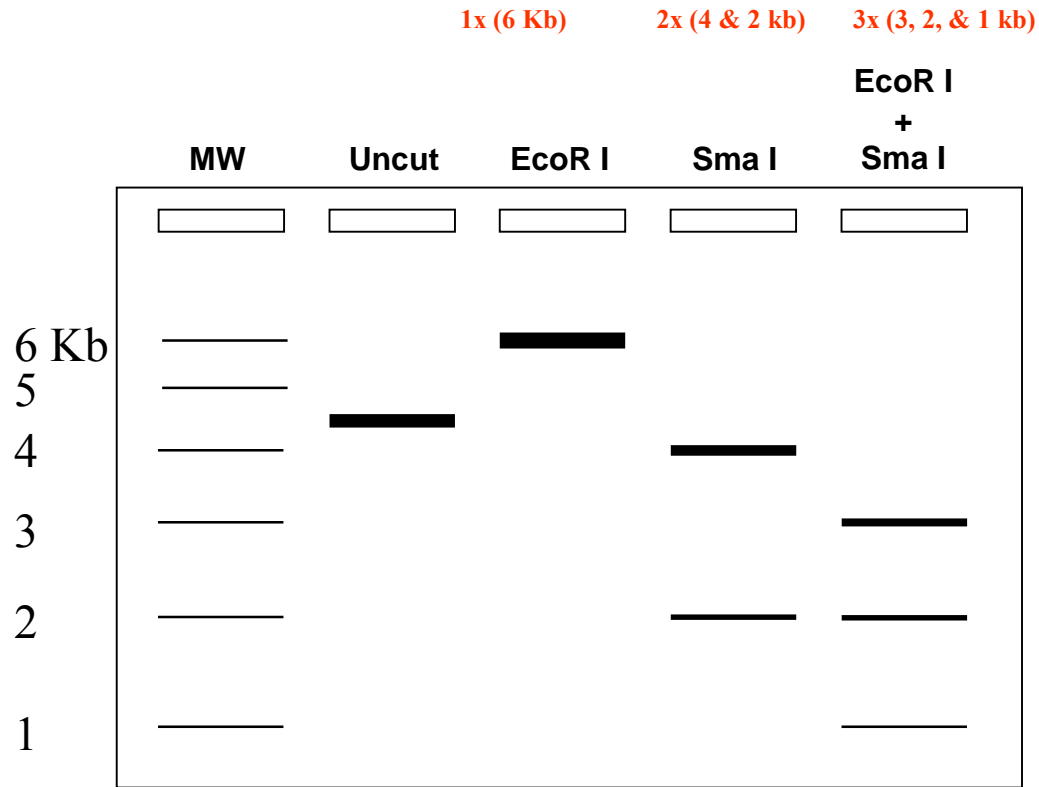 1x (6 Kb) 2x (4 & 2 kb) 3x (3, 2, & 1 kb)
EcoR I
+
MW Uncut EcoR I Sma I Sma I
6 Kb
5
4
3
2
1